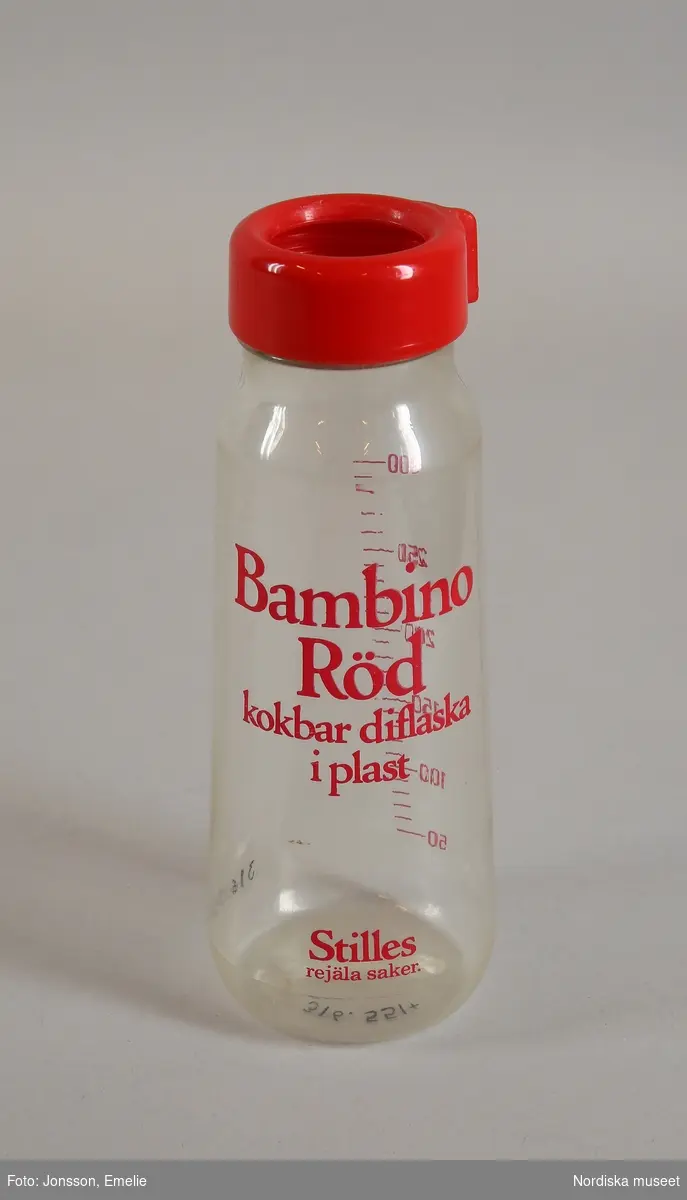 300
250
Bambino
200
Röd
150
kokbar diflaska
i plast
100
50
Stilles
rejäla saker.
Foto: Jonsson, Emelie
Nordiska museet